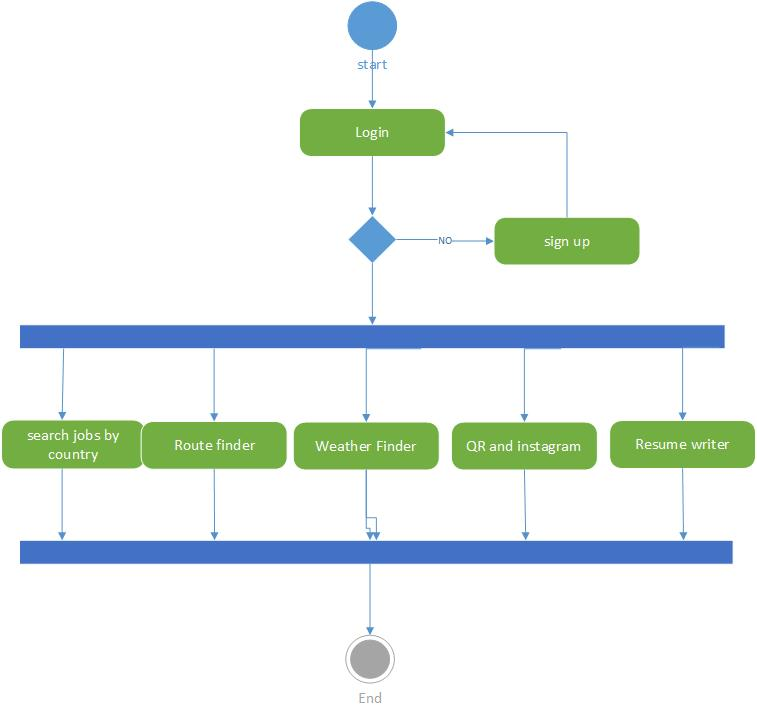 start
Login
NO
sign up
search jobs by
country
Route finder
Weather Finder
QR and instagram
Resume writer
End